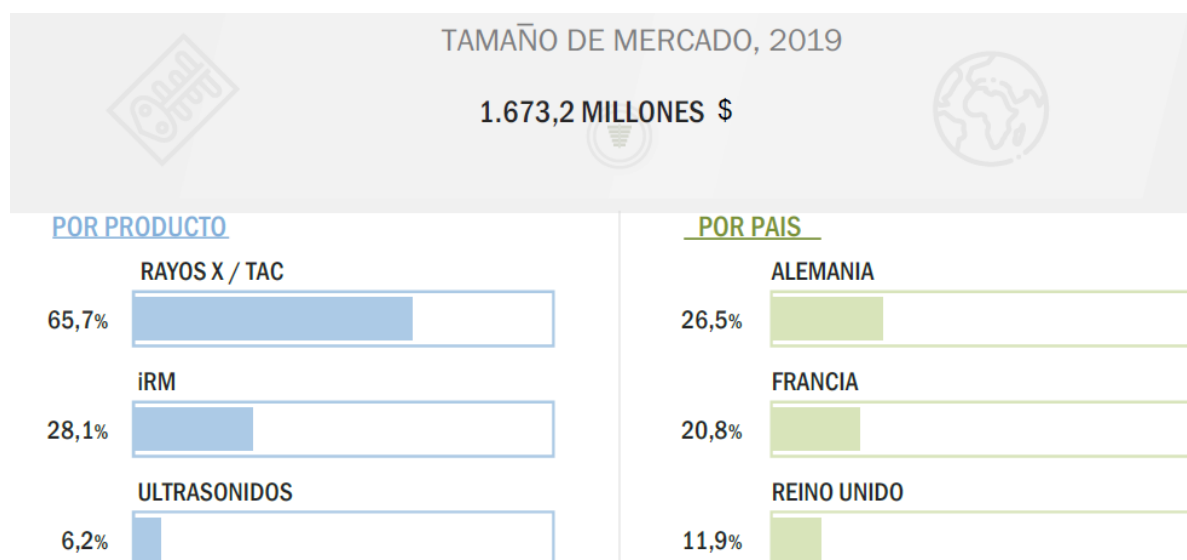 TAMAÑO DE MERCADO, 2019
1.673,2 MILLONES $
POR PRODUCTO
RAYOS X / TAC
65,7%
iRM
28,1%
ULTRASONIDOS
6,2%
POR PAIS
ALEMANIA
26,5%
FRANCIA
20,8%
REINO UNIDO
11,9%